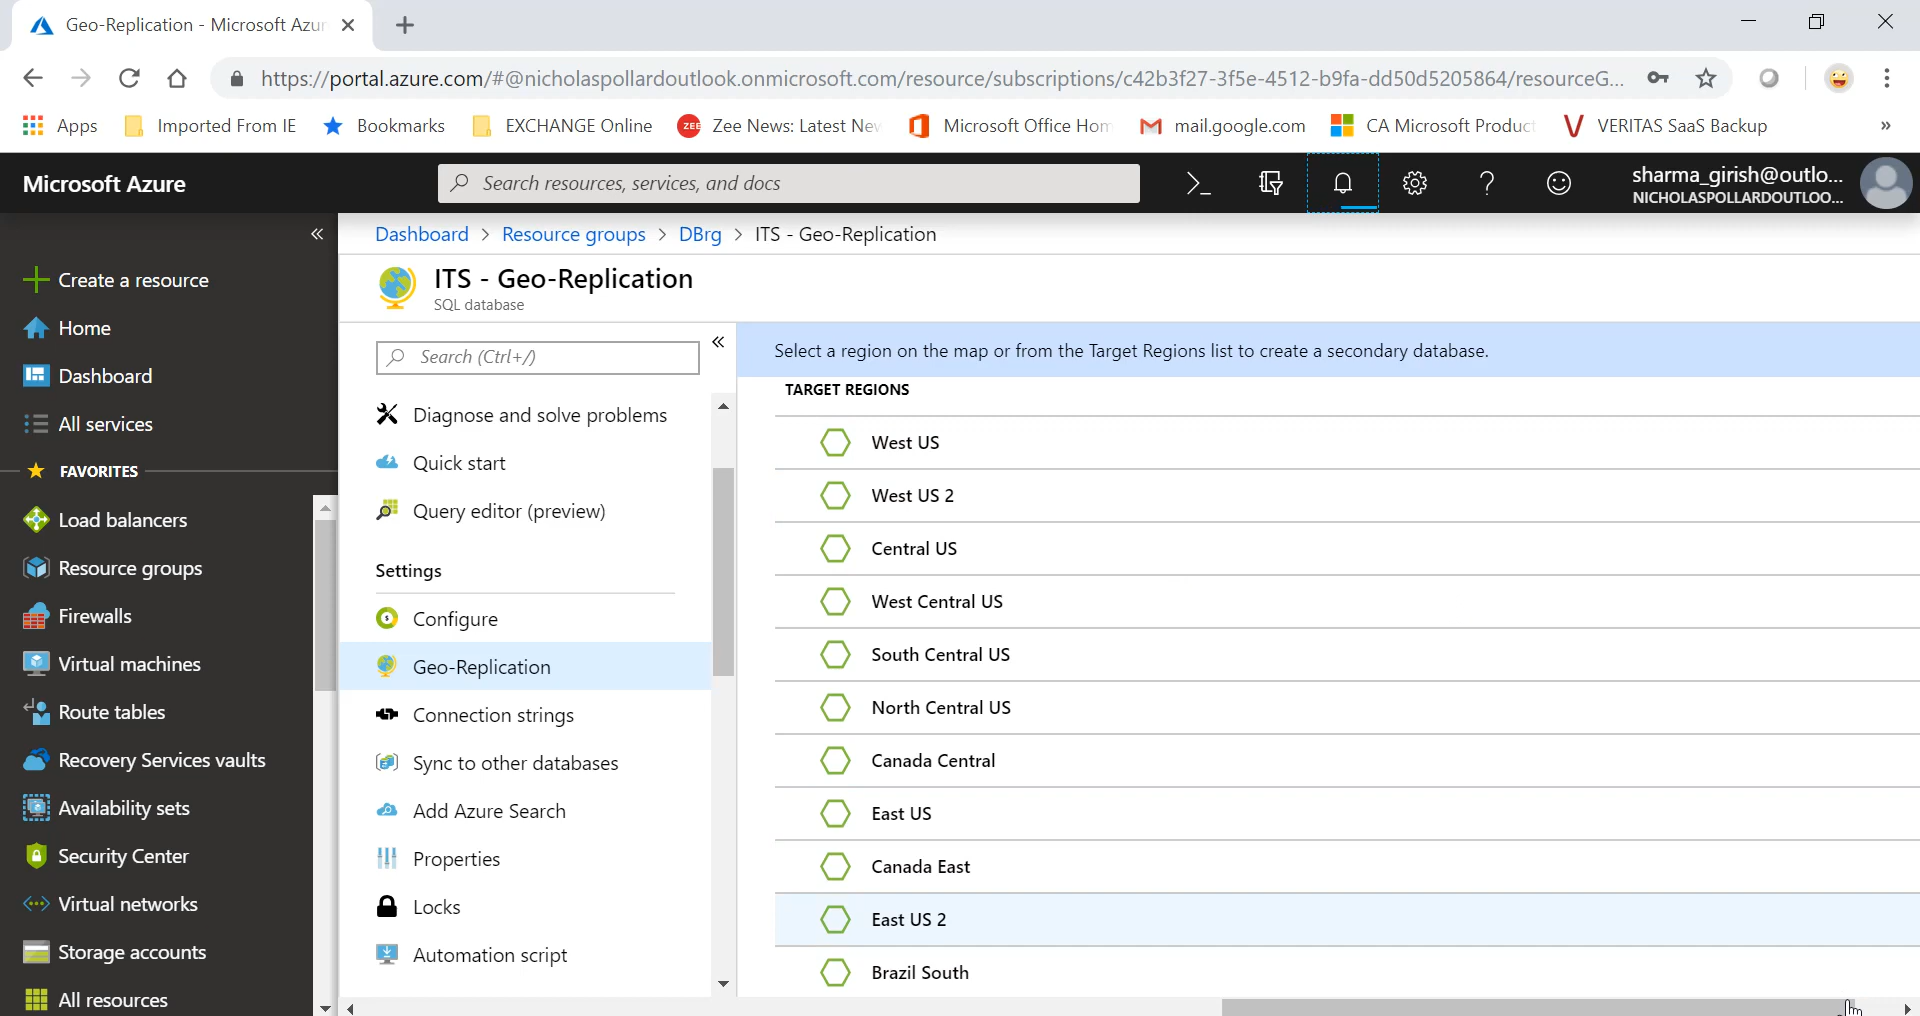 Geo-Replication - Microsoft Azur
https://portal.azure.com/#@nicholaspollardoutlook.onmicrosoft.com/resource/subscriptions/c42b3f27-3f5e-4512-b9fa-dd50d5205864/resourceG...
Apps Imported From IE Bookmarks EXCHANGE Online ZEE Zee News: Latest New Microsoft Office Hom mail.google.com CA Microsoft Product VERITAS SaaS Backup »
Microsoft Azure
Search resources, services, and docs
sharma_girish@outlo...
NICHOLASPOLLARDOUTLOO...
Dashboard > Resource groups > DBrg > ITS - Geo-Replication
ITS - Geo-Replication
SQL database
Create a resource
Home
Dashboard
All services
FAVORITES
Load balancers
Resource groups
Firewalls
Virtual machines
Route tables
Recovery Services vaults
Availability sets
Security Center
Virtual networks
Storage accounts
All resources
Search (Ctrl+/)
Diagnose and solve problems
Quick start
Query editor (preview)
Settings
Configure
Geo-Replication
Connection strings
Sync to other databases
Add Azure Search
Properties
Locks
Automation script
Select a region on the map or from the Target Regions list to create a secondary database.
TARGET REGIONS
West US
West US 2
Central US
West Central US
South Central US
North Central US
Canada Central
East US
Canada East
East US 2
Brazil South